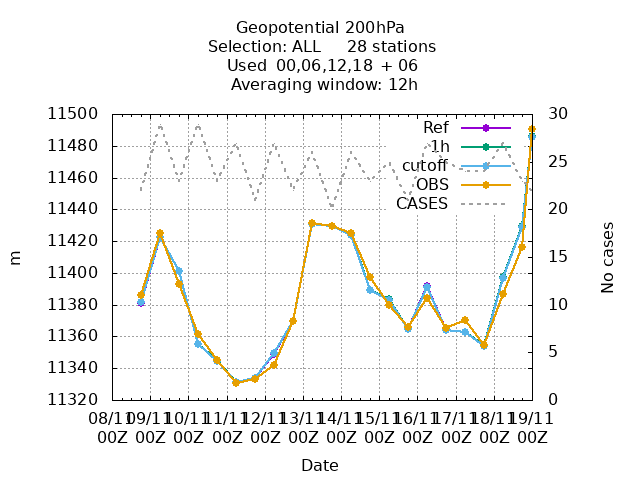 Geopotential 200hPa
Selection: ALL 28 stations
Used 00,06,12,18 + 06
Averaging window: 12h
11500
11480
11460
11440
11420
11400
11380
11360
11340
11320
m
30
25
20
15
10
5
0
No cases
Ref
1h
cutoff
OBS
CASES
08/11 09/11 10/11 11/11 12/11 13/11 14/11 15/11 16/11 17/11 18/11 19/11
00Z 00Z 00Z 00Z 00Z 00Z 00Z 00Z 00Z 00Z 00Z 00Z
Date